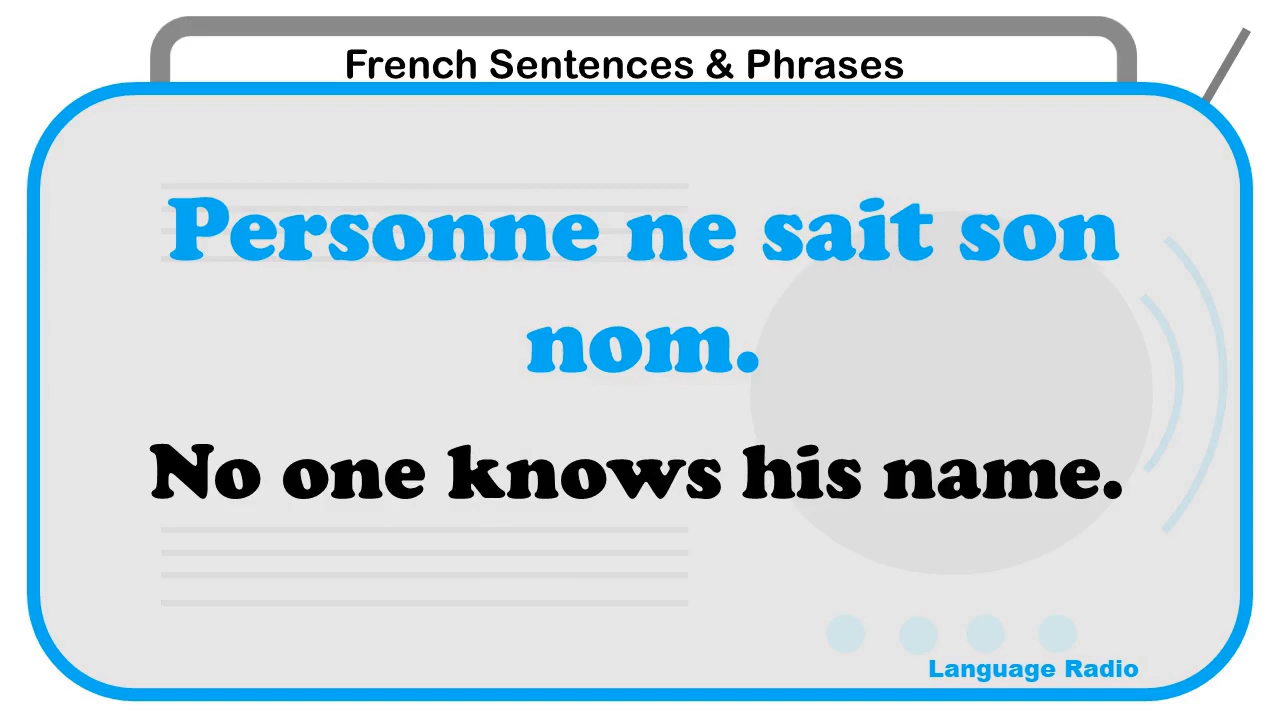 French Sentences & Phrases
Personne ne sait son
nom.
No one knows his name.
Language Radio